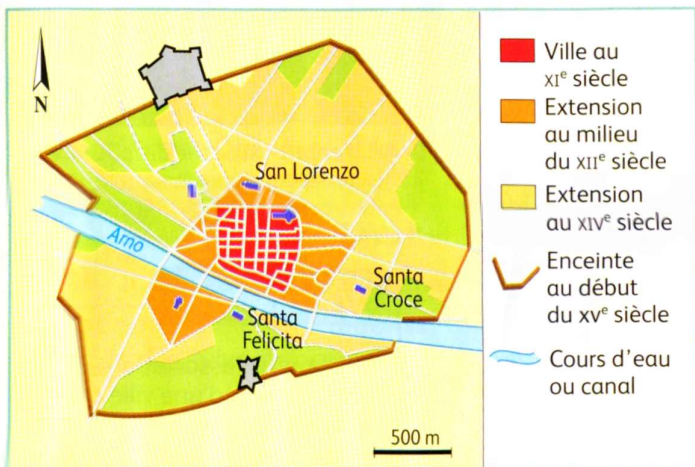 N
San Lorenzo
Arno
Santa
Croce
Santa
Felicita
500 m
Ville au
XIe siècle
Extension
au milieu
du XIIe siècle
Extension
au XIVe siècle
Enceinte
au début
du XVe siècle
Cours d'eau
ou canal